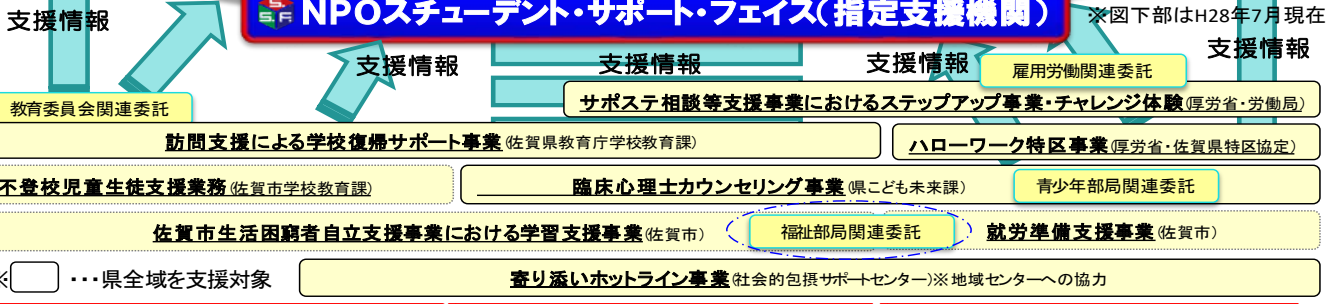 支援情報
S.S.F.
NPOスチューデント・サポート・フェイス(指定支援機関)
※図下部はH28年7月現在
支援情報
支援情報
支援情報
支援情報
雇用労働関連委託
教育委員会関連委託
サポステ相談等支援事業におけるステップアップ事業・チャレンジ体験(厚労省・労働局)
訪問支援による学校復帰サポート事業(佐賀県教育庁学校教育課)
ハローワーク特区事業(厚労省・佐賀県特区協定)
不登校児童生徒支援業務(佐賀市学校教育課)
臨床心理士カウンセリング事業(県こども未来課)
青少年部局関連委託
佐賀市生活困窮者自立支援事業における学習支援事業(佐賀市)
福祉部局関連委託
就労準備支援事業(佐賀市)
※ ・・・県全域を支援対象
寄り添いホットライン事業(社会的包摂サポートセンター)※地域センターへの協力